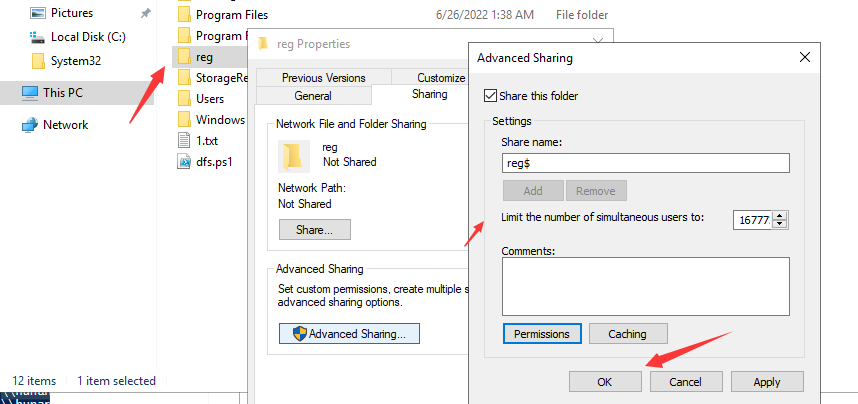 Pictures
Local Disk (C:)
System32
This PC
Network
Program Files 6/26/2022 1:38 AM File folder
Program F
reg
StorageRe
Users
Windows
1.txt
dfs.ps1
12 items 1 item selected
reg Properties
Previous Versions Customize
General Sharing
Network File and Folder Sharing
reg
Not Shared
Network Path:
Not Shared
Share...
Advanced Sharing
Set custom permissions, create multiple s
advanced sharing options.
Advanced Sharing...
Advanced Sharing
Share this folder
Settings
Share name:
reg$
Add Remove
Limit the number of simultaneous users to: 16777
Comments:
Permissions Caching
OK Cancel Apply